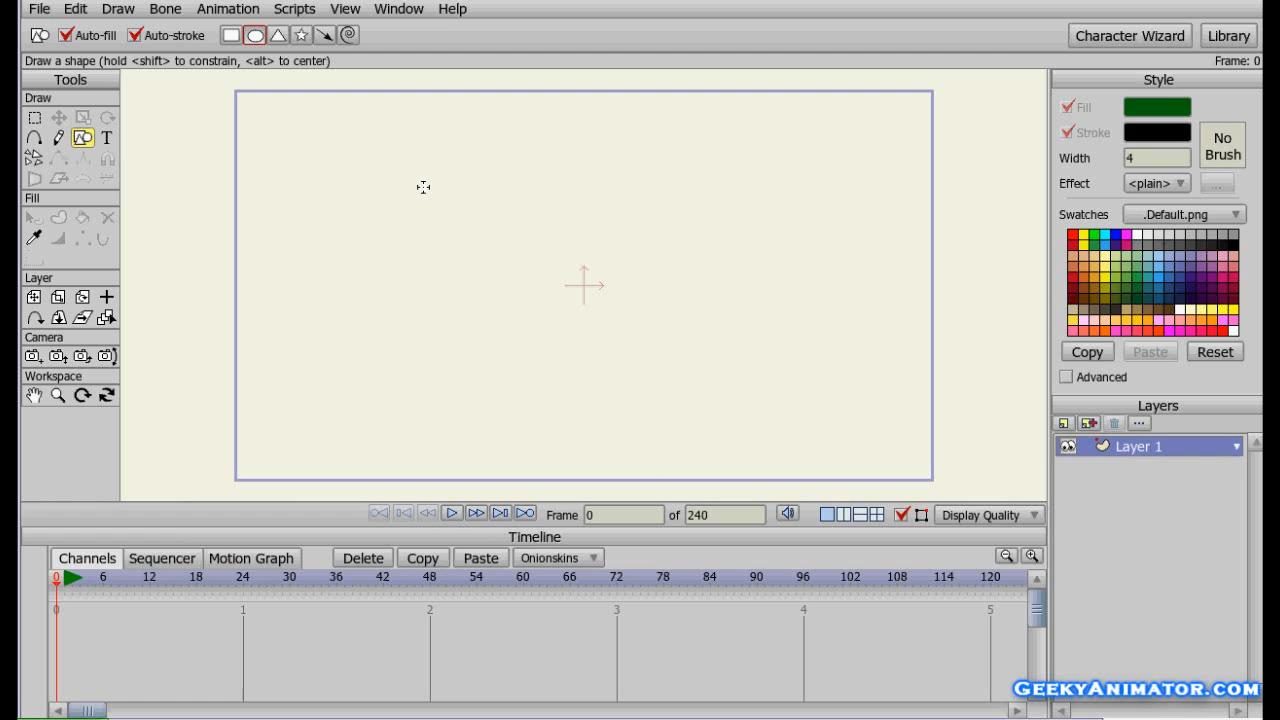 File Edit Draw Bone Animation Scripts View Window Help
Auto-fill Auto-stroke Character Wizard Library
Draw a shape (hold <shift> to constrain, <alt> to center) Frame: 0
Tools
Draw
T
Fill
Layer
Camera
Workspace
Style
Fill
Stroke
No Brush
Width 4
Effect <plain> ...
Swatches .Default.png
Copy Paste Reset
Advanced
Layers
...
Layer 1
Frame 0 of 240 Display Quality
Timeline
Channels Sequencer Motion Graph Delete Copy Paste Onionskins
0 6 12 18 24 30 36 42 48 54 60 66 72 78 84 90 96 102 108 114 120
0 1 2 3 4 5
GeekyAnimator.com